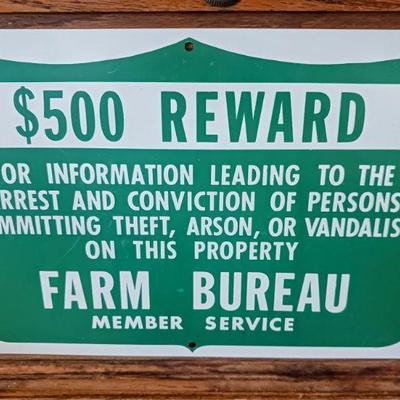 $500 REWARD
OR INFORMATION LEADING TO THE
RREST AND CONVICTION OF PERSONS
MMITTING THEFT, ARSON, OR VANDALIS
ON THIS PROPERTY
FARM BUREAU
MEMBER SERVICE